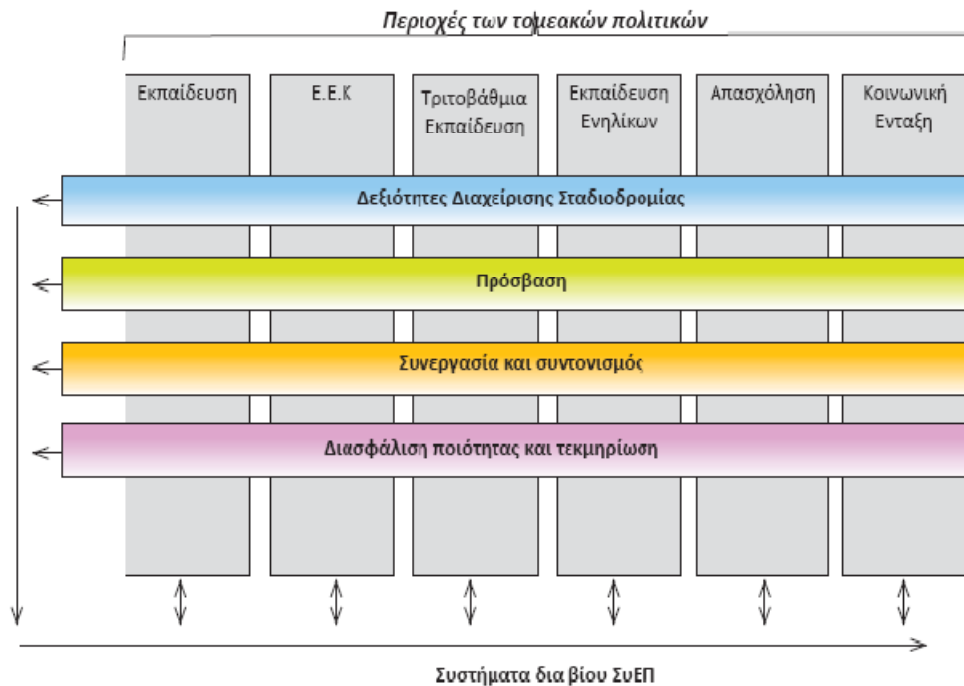 Περιοχές των τομεακών πολιτικών
Εκπαίδευση
Ε.Ε.Κ
Τριτοβάθμια
Εκπαίδευση
Εκπαίδευση
Ενηλίκων
Απασχόληση
Κοινωνική
Ενταξη
Δεξιότητες Διαχείρισης Σταδιοδρομίας
Πρόσβαση
Συνεργασία και συντονισμός
Διασφάλιση ποιότητας και τεκμηρίωση
Συστήματα δια βίου ΣυΕΠ